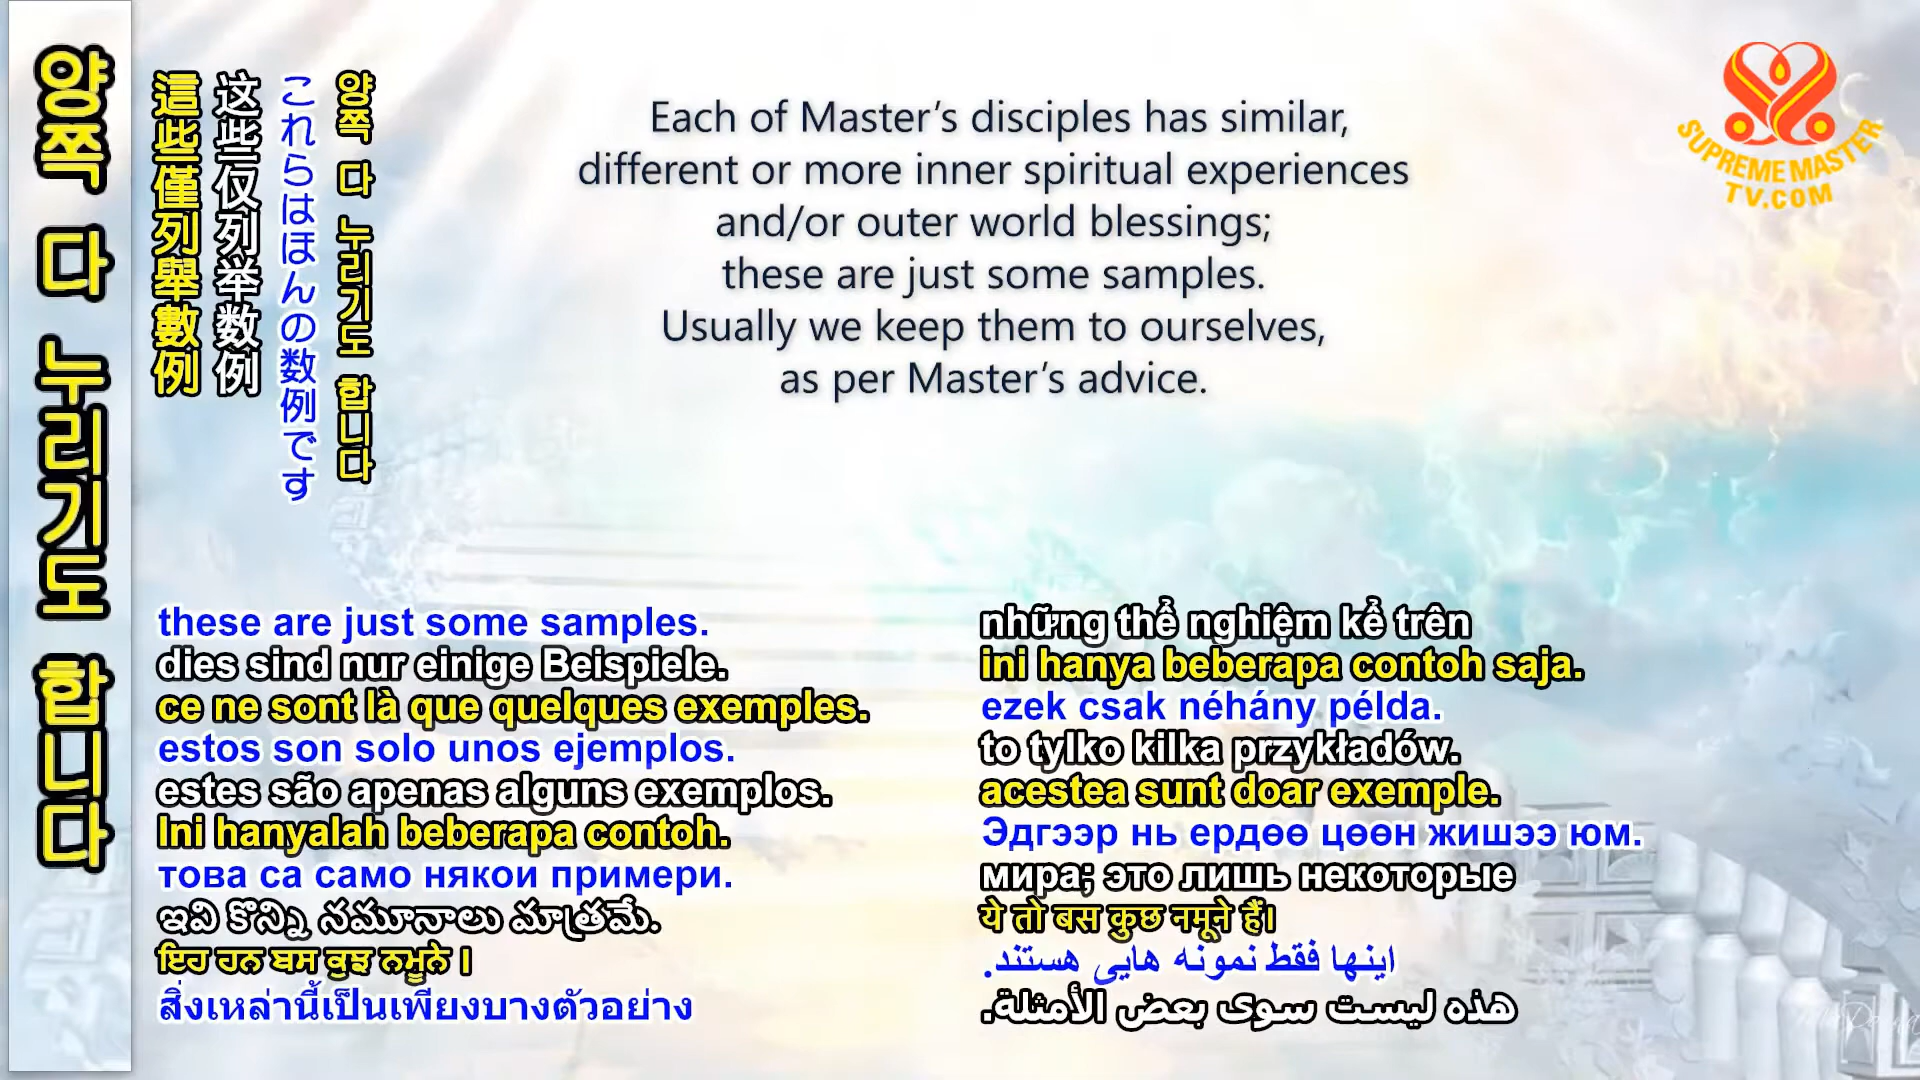 양쪽 다 누리기도 합니다
這些僅列舉數例
这些仅列举数例
これらはほんの数例です
양쪽 다 누리기도 합니다
Each of Master’s disciples has similar,
different or more inner spiritual experiences
and/or outer world blessings;
these are just some samples.
Usually we keep them to ourselves,
as per Master’s advice.
SUPREME MASTER
TV.COM
these are just some samples.
dies sind nur einige Beispiele.
ce ne sont là que quelques exemples.
estos son solo unos ejemplos.
estes são apenas alguns exemplos.
Ini hanyalah beberapa contoh.
това са само някои примери.
ఇవి కొన్ని నమూనాలు మాత్రమే.
ਇਹ ਹਨ ਬਸ ਕੁਝ ਨਮੂਨੇ।
สิ่งเหล่านี้เป็นเพียงบางตัวอย่าง
những thể nghiệm kể trên
ini hanya beberapa contoh saja.
ezek csak néhány példa.
to tylko kilka przykładów.
acestea sunt doar exemple.
Эдгээр нь ердөө цөөн жишээ юм.
мира; это лишь некоторые
ये तो बस कुछ नमूने हैं।
اینها فقط نمونه هایی هستند.
هذه ليست سوى بعض الأمثلة.